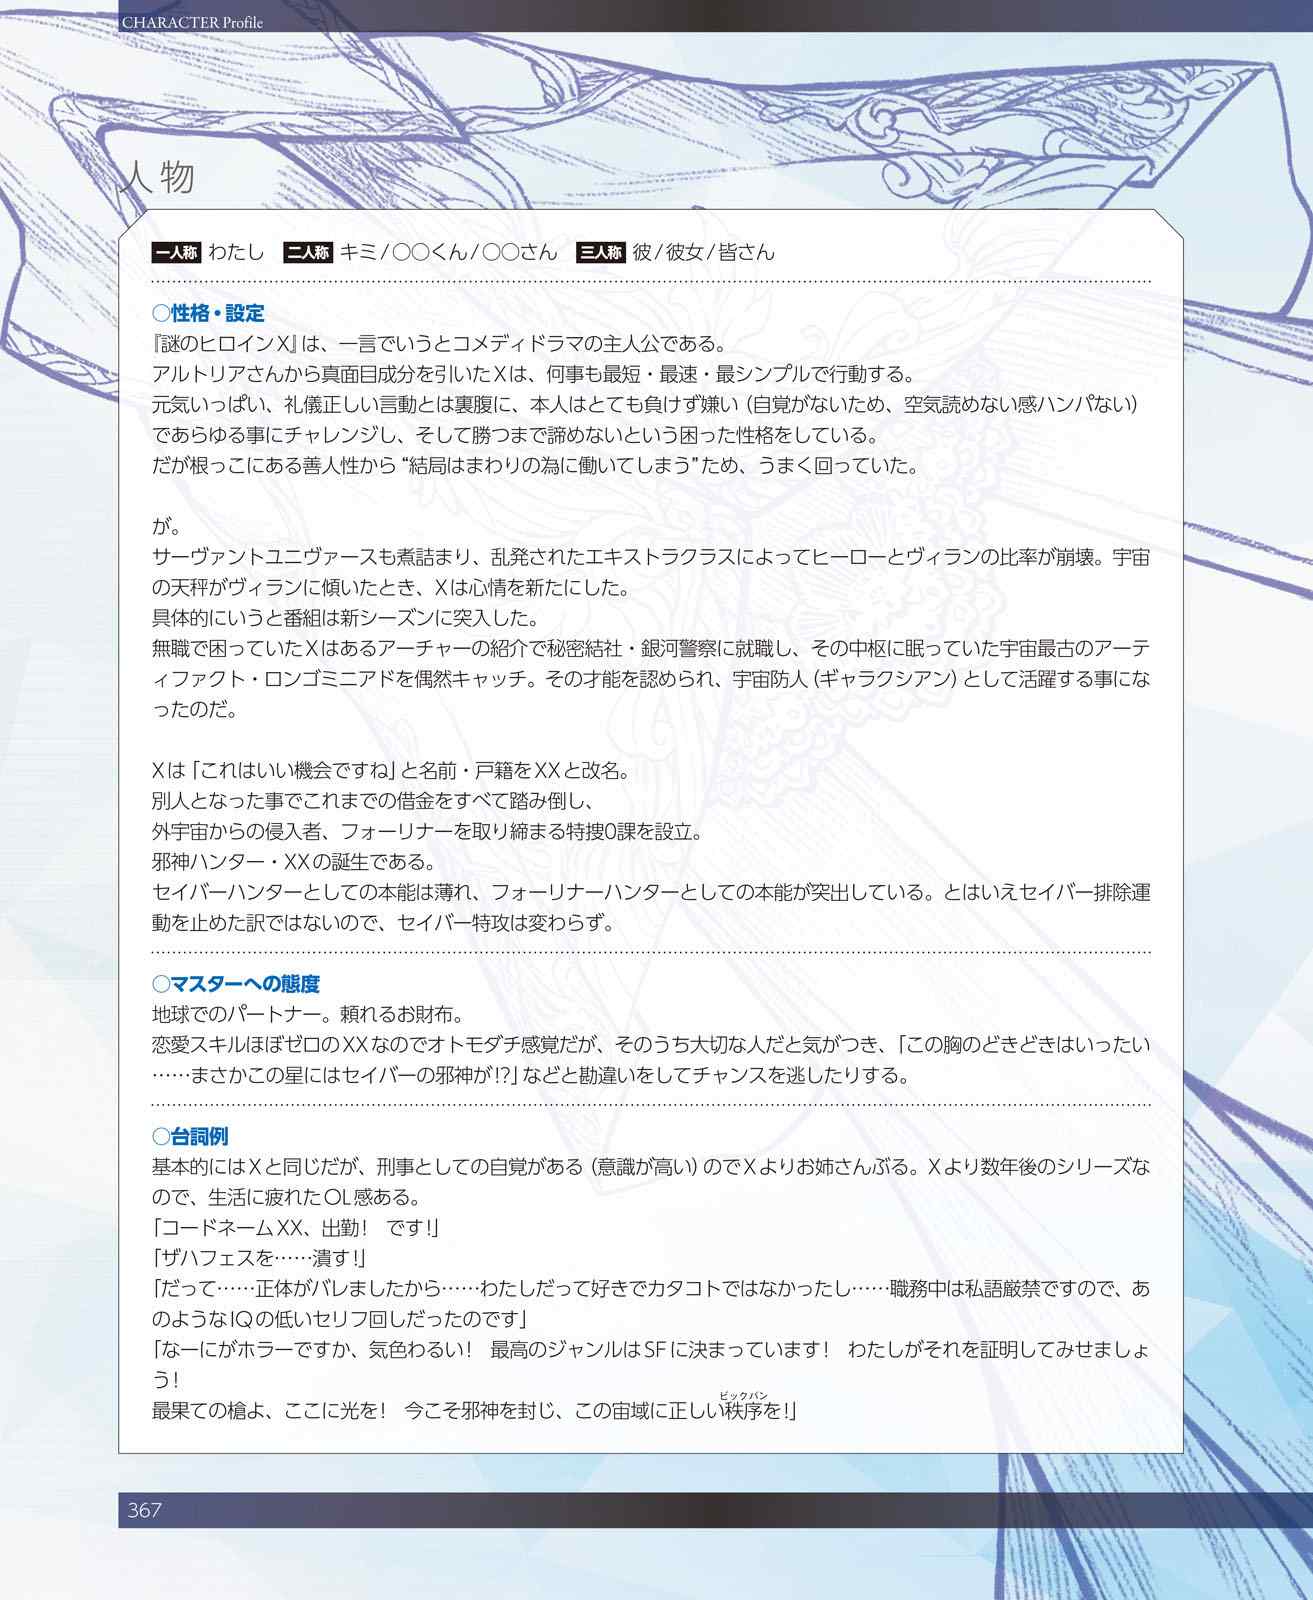 CHARACTER Profile
人物
一人称 わたし 二人称 キミ/○○くん/○○さん 三人称 彼/彼女/皆さん
○性格・設定
『謎のヒロインX』は、一言でいうとコメディドラマの主人公である。
アルトリアさんから真面目成分を引いたXは、何事も最短・最速・最シンプルで行動する。
元気いっぱい、礼儀正しい言動とは裏腹に、本人はとても負けず嫌い（自覚がないため、空気読めない感ハンパない）
であらゆる事にチャレンジし、そして勝つまで諦めないという困った性格をしている。
だが根っこにある善人性から“結局はまわりの為に働いてしまう”ため、うまく回っていた。
が。
サーヴァントユニヴァースも煮詰まり、乱発されたエキストラクラスによってヒーローとヴィランの比率が崩壊。宇宙
の天秤がヴィランに傾いたとき、Xは心情を新たにした。
具体的にいうと番組は新シーズンに突入した。
無職で困っていたXはあるアーチャーの紹介で秘密結社・銀河警察に就職し、その中枢に眠っていた宇宙最古のアーテ
ィファクト・ロンゴミニアドを偶然キャッチ。その才能を認められ、宇宙防人（ギャラクシアン）として活躍する事にな
ったのだ。
Xは「これはいい機会ですね」と名前・戸籍をXXと改名。
別人となった事でこれまでの借金をすべて踏み倒し、
外宇宙からの侵入者、フォーリナーを取り締まる特捜0課を設立。
邪神ハンター・XXの誕生である。
セイバーハンターとしての本能は薄れ、フォーリナーハンターとしての本能が突出している。とはいえセイバー排除運
動を止めた訳ではないので、セイバー特攻は変わらず。
○マスターへの態度
地球でのパートナー。頼れるお財布。
恋愛スキルほぼゼロのXXなのでオトモダチ感覚だが、そのうち大切な人だと気がつき、「この胸のどきどきはいったい
……まさかこの星にはセイバーの邪神が!?」などと勘違いをしてチャンスを逃したりする。
○台詞例
基本的にはXと同じだが、刑事としての自覚がある（意識が高い）のでXよりお姉さんぶる。Xより数年後のシリーズな
ので、生活に疲れたOL感ある。
「コードネームXX、出勤！　です！」
「ザハフェスを……潰す！」
「だって……正体がバレましたから……わたしだって好きでカタコトではなかったし……職務中は私語厳禁ですので、あ
のようなIQの低いセリフ回しだったのです」
「なーにがホラーですか、気色わるい！　最高のジャンルはSFに決まっています！　わたしがそれを証明してみせましょ
う！
ビックバン
最果ての槍よ、ここに光を！　今こそ邪神を封じ、この宙域に正しい秩序を！」
367